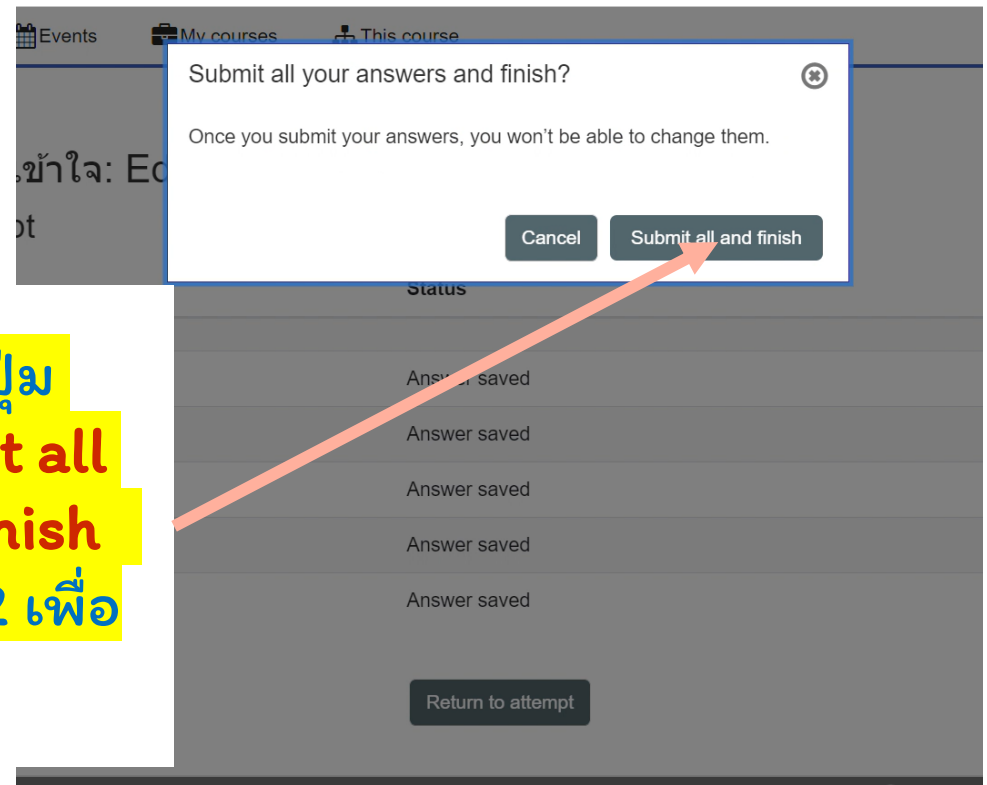 Events My courses This course
Submit all your answers and finish?
Once you submit your answers, you won't be able to change them.
ข้าใจ: Ed
pt
Cancel Submit all and finish
Status
Answer saved
Answer saved
Answer saved
Answer saved
Answer saved
ปุ่ม
t all
nish
2 เพื่อ
Return to attempt